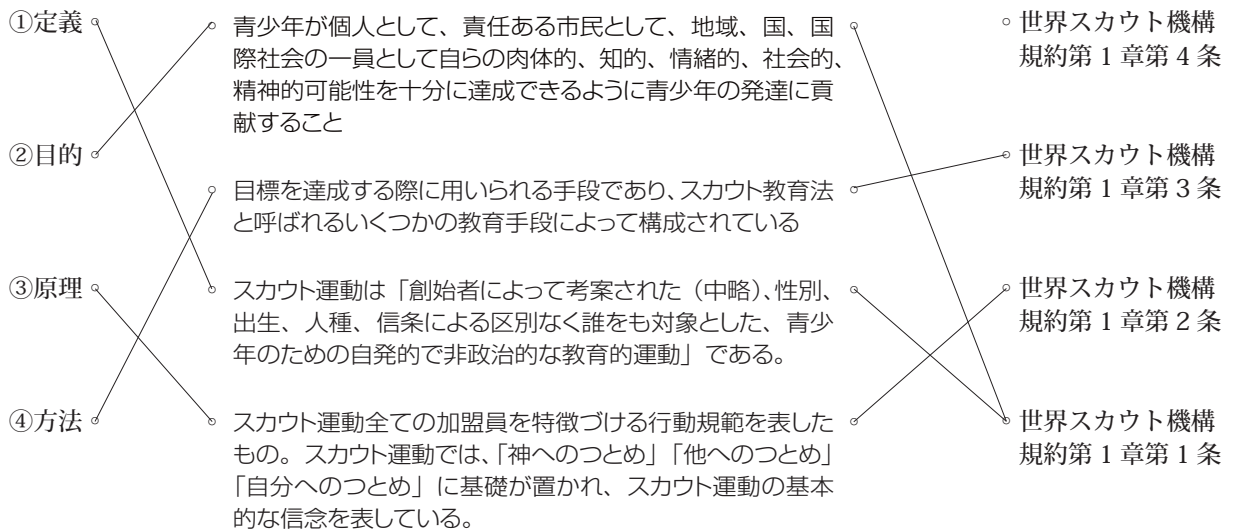 ①定義
②目的
③原理
④方法
青少年が個人として、責任ある市民として、地域、国、国
際社会の一員として自らの肉体的、知的、情緒的、社会的、
精神的可能性を十分に達成できるように青少年の発達に貢
献すること
目標を達成する際に用いられる手段であり、スカウト教育法
と呼ばれるいくつかの教育手段によって構成されている
スカウト運動は「創始者によって考案された（中略）、性別、
出生、人種、信条による区別なく誰をも対象とした、青少
年のための自発的で非政治的な教育的運動」である。
スカウト運動全ての加盟員を特徴づける行動規範を表した
もの。スカウト運動では、「神へのつとめ」「他へのつとめ」
「自分へのつとめ」に基礎が置かれ、スカウト運動の基本
的な信念を表している。
世界スカウト機構
規約第 1 章第 4 条
世界スカウト機構
規約第 1 章第 3 条
世界スカウト機構
規約第 1 章第 2 条
世界スカウト機構
規約第 1 章第 1 条